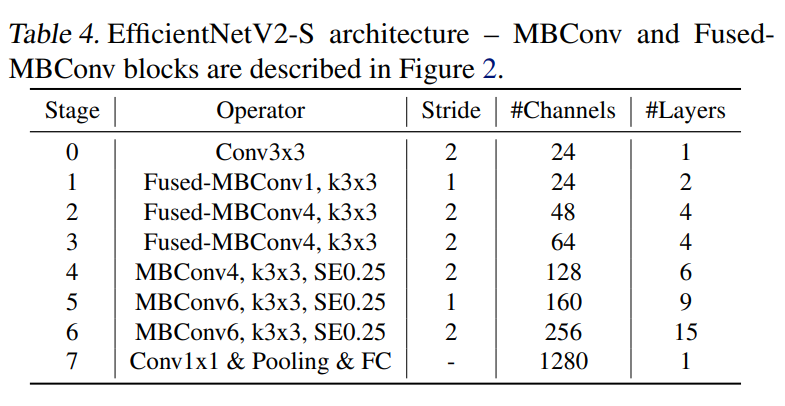 Table 4. EfficientNetV2-S architecture – MBConv and Fused-
MBConv blocks are described in Figure 2.
Stage Operator Stride #Channels #Layers
0 Conv3x3 2 24 1
1 Fused-MBConv1, k3x3 1 24 2
2 Fused-MBConv4, k3x3 2 48 4
3 Fused-MBConv4, k3x3 2 64 4
4 MBConv4, k3x3, SE0.25 2 128 6
5 MBConv6, k3x3, SE0.25 1 160 9
6 MBConv6, k3x3, SE0.25 2 256 15
7 Conv1x1 & Pooling & FC - 1280 1